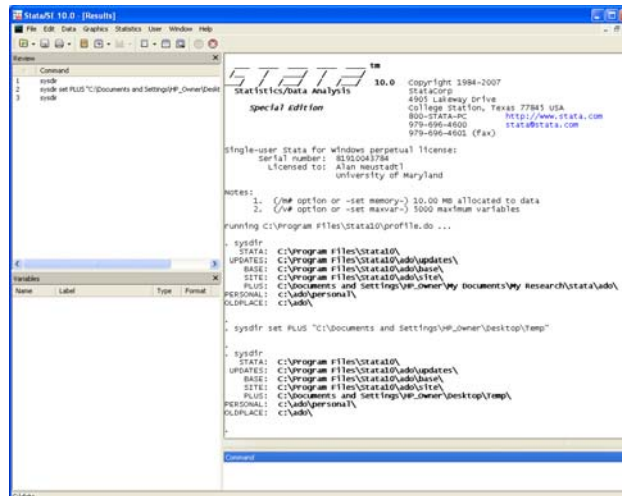 Stata/SE 10.0 - [Results]
File Edit Data Graphics Statistics User Window Help
Review
Command
1 sysdir
2 sysdir set PLUS "C:\Documents and Settings\HP_Owner\Deskt
3 sysdir
Variables
Name Label Type Format
STATA tm
10.0 Copyright 1984-2007
Statistics/Data Analysis StataCorp
4905 Lakeway Drive
Special Edition College Station, Texas 77845 USA
800-STATA-PC http://www.stata.com
979-696-4600 stata@stata.com
979-696-4601 (fax)
Single-user Stata for Windows perpetual license:
Serial number: 81910043784
Licensed to: Alan Neustadtl
University of Maryland
Notes:
1. (/m# option or -set memory-) 10.00 MB allocated to data
2. (/v# option or -set maxvar-) 5000 maximum variables
running C:\Program Files\Stata10\profile.do ...
. sysdir
STATA: C:\Program Files\Stata10\
UPDATES: C:\Program Files\Stata10\ado\updates\
BASE: C:\Program Files\Stata10\ado\base\
SITE: C:\Program Files\Stata10\ado\site\
PLUS: C:\Documents and Settings\HP_Owner\My Documents\My Research\stata\ado\
PERSONAL: c:\ado\personal\
OLDPLACE: c:\ado\
.
. sysdir set PLUS "C:\Documents and Settings\HP_Owner\Desktop\Temp"
.
. sysdir
STATA: C:\Program Files\Stata10\
UPDATES: C:\Program Files\Stata10\ado\updates\
BASE: C:\Program Files\Stata10\ado\base\
SITE: C:\Program Files\Stata10\ado\site\
PLUS: C:\Documents and Settings\HP_Owner\Desktop\Temp\
PERSONAL: c:\ado\personal\
OLDPLACE: c:\ado\
.
Command